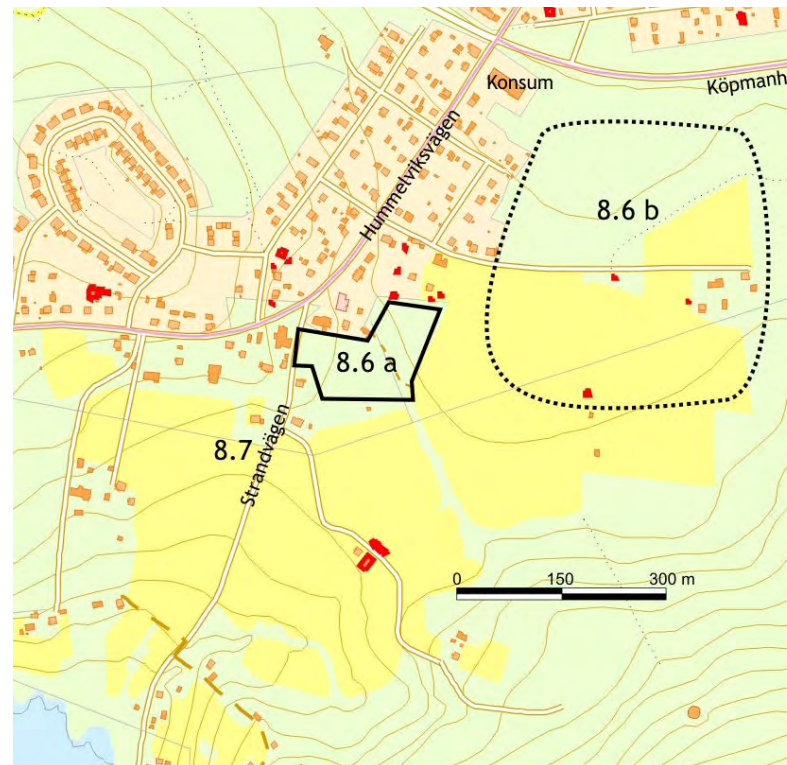 Konsum
Köpmanh
Hummelviksvägen
8.6 b
8.6 a
8.7
Strandvägen
0 150 300 m